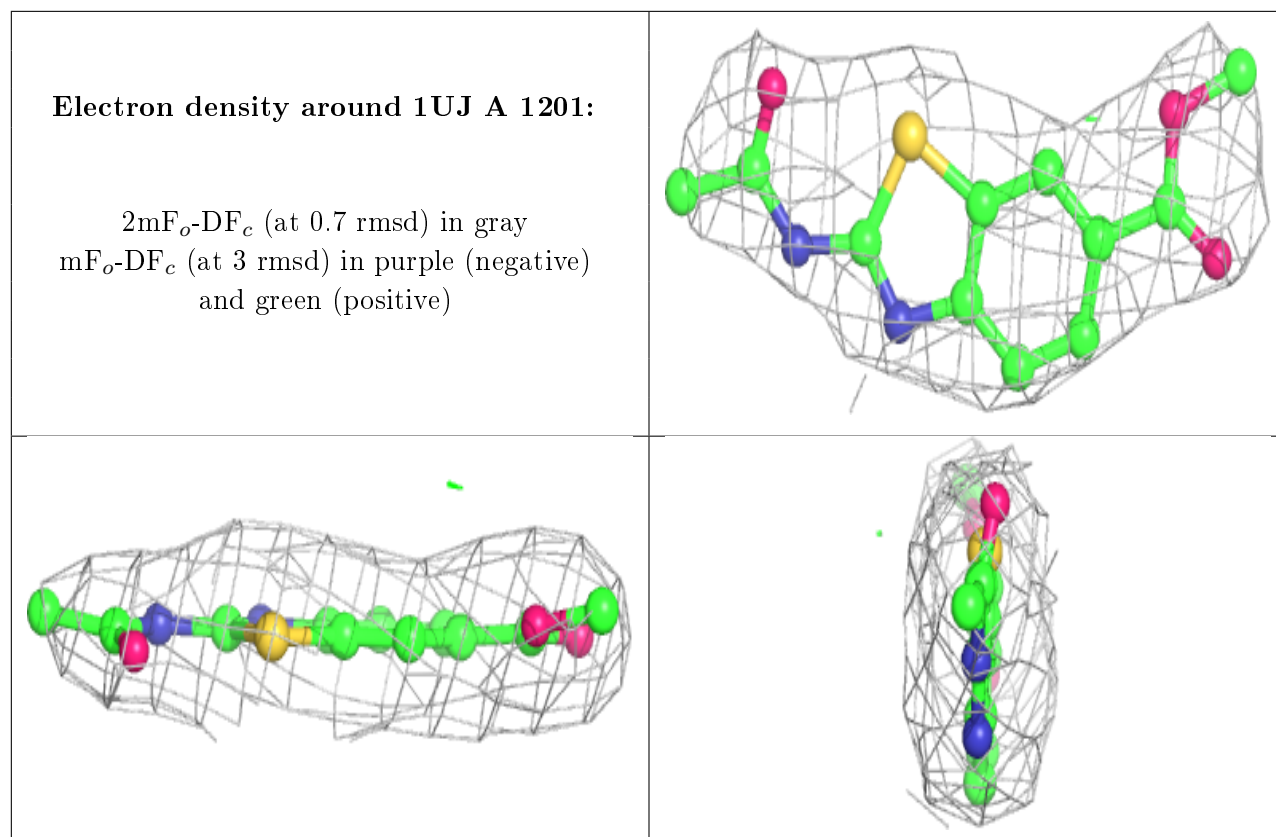 Electron density around 1UJ A 1201:
2mFo-DFc (at 0.7 rmsd) in gray
mFo-DFc (at 3 rmsd) in purple (negative)
and green (positive)